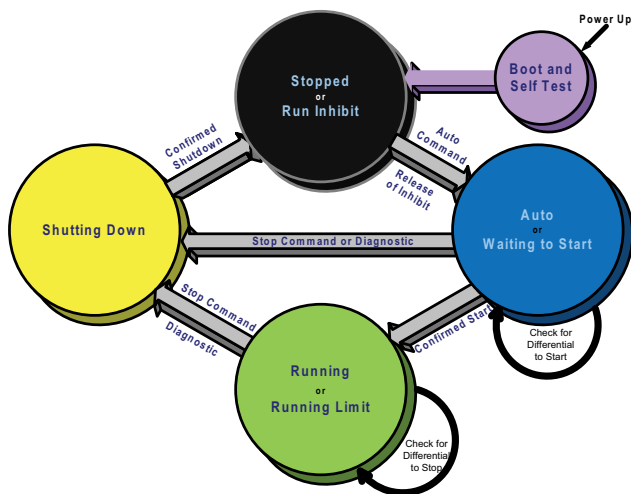 Power Up
Boot and
Self Test
Stopped
or
Run Inhibit
Confirmed
Shutdown
Auto
Command
Release
of Inhibit
Shutting Down
Auto
or
Waiting to Start
Stop Command or Diagnostic
Stop Command
Diagnostic
Confirmed Start
Check for
Differential
to Start
Running
or
Running Limit
Check for
Differential
to Stop